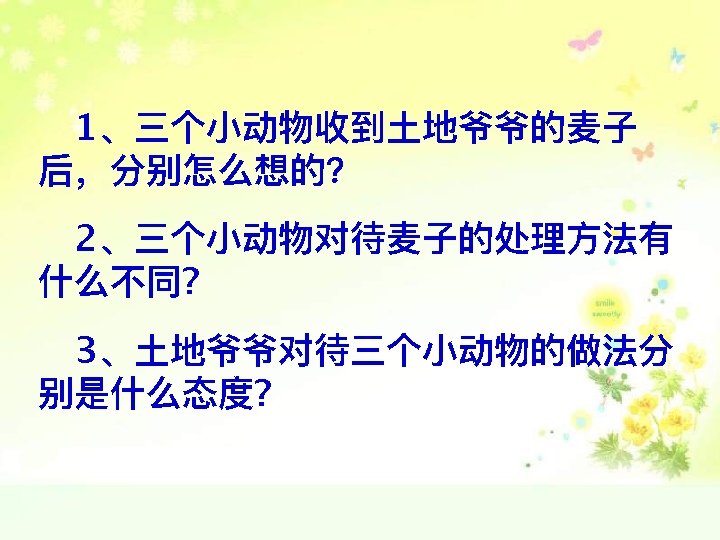 1、三个小动物收到土地爷爷的麦子
后，分别怎么想的？
2、三个小动物对待麦子的处理方法有
什么不同？
3、土地爷爷对待三个小动物的做法分
别是什么态度？
smile